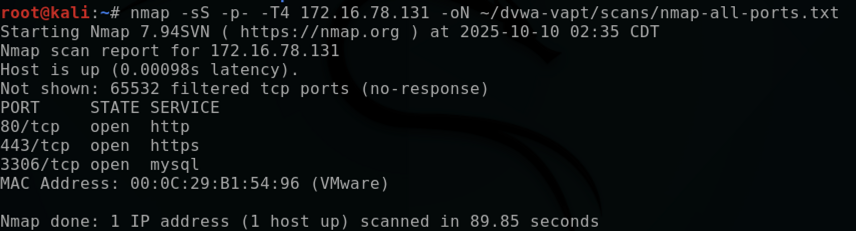 root@kali:~# nmap -sS -p- -T4 172.16.78.131 -oN ~/dvwa-vapt/scans/nmap-all-ports.txt
Starting Nmap 7.94SVN ( https://nmap.org ) at 2025-10-10 02:35 CDT
Nmap scan report for 172.16.78.131
Host is up (0.00098s latency).
Not shown: 65532 filtered tcp ports (no-response)
PORT     STATE SERVICE
80/tcp   open  http
443/tcp  open  https
3306/tcp open  mysql
MAC Address: 00:0C:29:B1:54:96 (VMware)
Nmap done: 1 IP address (1 host up) scanned in 89.85 seconds